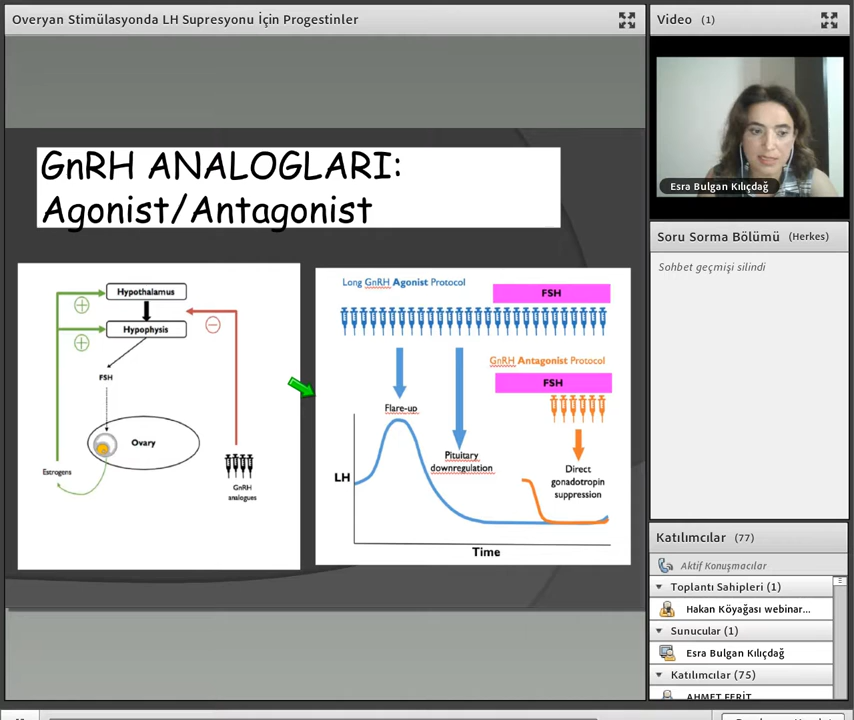 Overyan Stimülasyonda LH Supresyonu İçin Progestinler
GnRH ANALOGLARI:
Agonist/Antagonist
Hypothalamus
Hypophysis
FSH
Ovary
Estrogens
GnRH
analogues
Long GnRH Agonist Protocol
FSH
GnRH Antagonist Protocol
FSH
Flare-up
Pituitary
downregulation
Direct
gonadotropin
suppression
LH
Time
Video (1)
Esra Bulgan Kılıçdağ
Soru Sorma Bölümü (Herkes)
Sohbet geçmişi silindi
Katılımcılar (77)
Aktif Konuşmacılar
Toplantı Sahipleri (1)
Hakan Köyağası webinar...
Sunucular (1)
Esra Bulgan Kılıçdağ
Katılımcılar (75)
AHMET FERİT